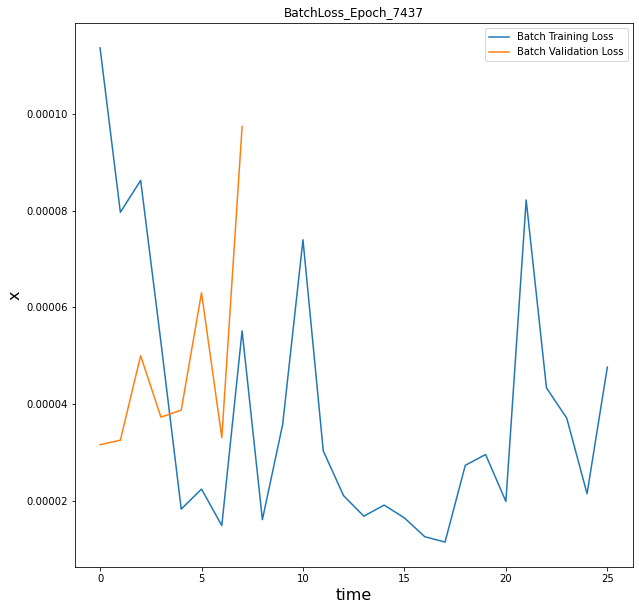 BatchLoss_Epoch_7437
Batch Training Loss
Batch Validation Loss
0.00010
0.00008
0.00006
0.00004
0.00002
x
0 5 10 15 20 25
time